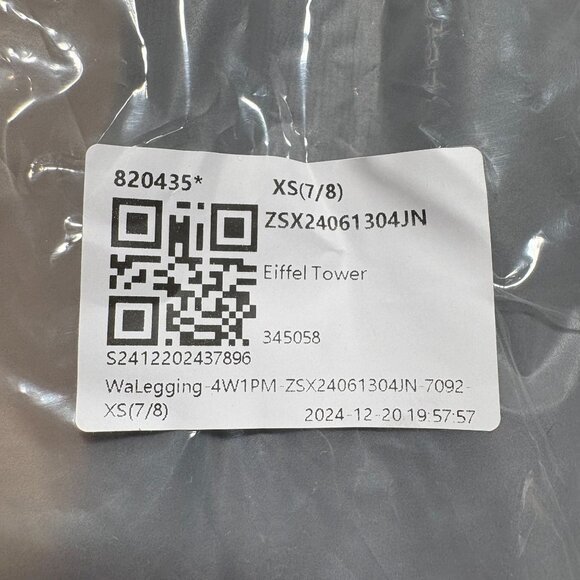 820435* XS(7/8)
ZSX24061304JN
Eiffel Tower
345058
S2412202437896
WaLegging-4W1PM-ZSX24061304JN-7092-
XS(7/8) 2024-12-20 19:57:57